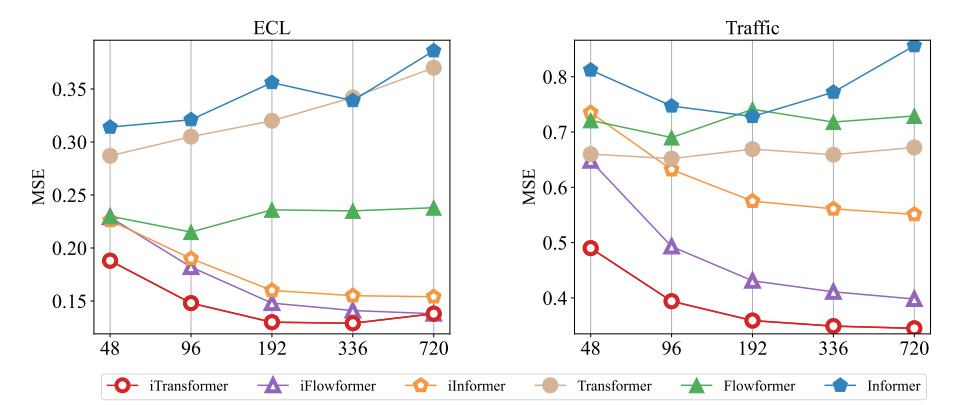 ECL
MSE
0.35
0.30
0.25
0.20
0.15
48 96 192 336 720
Traffic
MSE
0.8
0.7
0.6
0.5
0.4
48 96 192 336 720
iTransformer iFlowformer iInformer Transformer Flowformer Informer